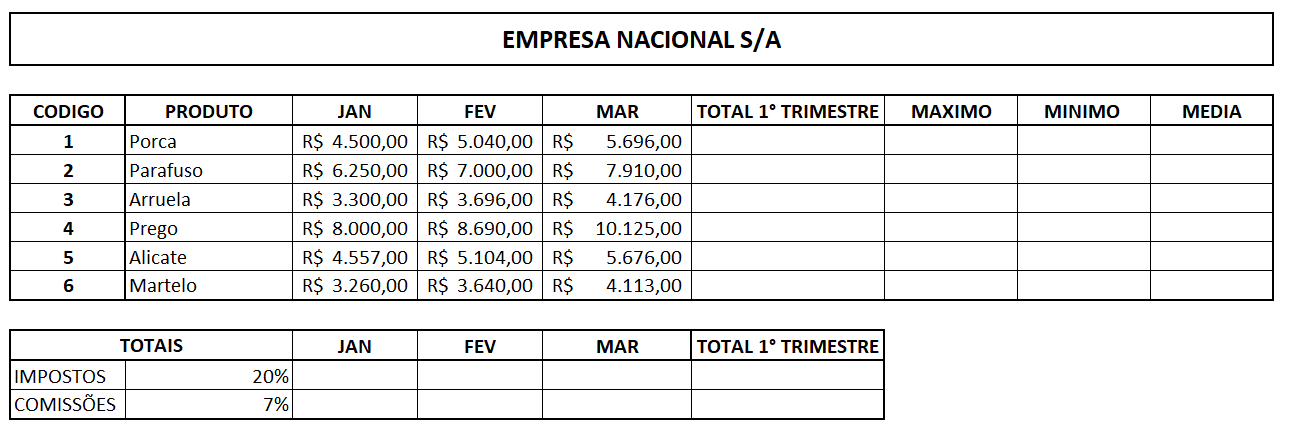 EMPRESA NACIONAL S/A
CODIGO PRODUTO JAN FEV MAR TOTAL 1° TRIMESTRE MAXIMO MINIMO MEDIA
1 Porca R$ 4.500,00 R$ 5.040,00 R$ 5.696,00
2 Parafuso R$ 6.250,00 R$ 7.000,00 R$ 7.910,00
3 Arruela R$ 3.300,00 R$ 3.696,00 R$ 4.176,00
4 Prego R$ 8.000,00 R$ 8.690,00 R$ 10.125,00
5 Alicate R$ 4.557,00 R$ 5.104,00 R$ 5.676,00
6 Martelo R$ 3.260,00 R$ 3.640,00 R$ 4.113,00
TOTAIS JAN FEV MAR TOTAL 1° TRIMESTRE
IMPOSTOS 20%
COMISSÕES 7%